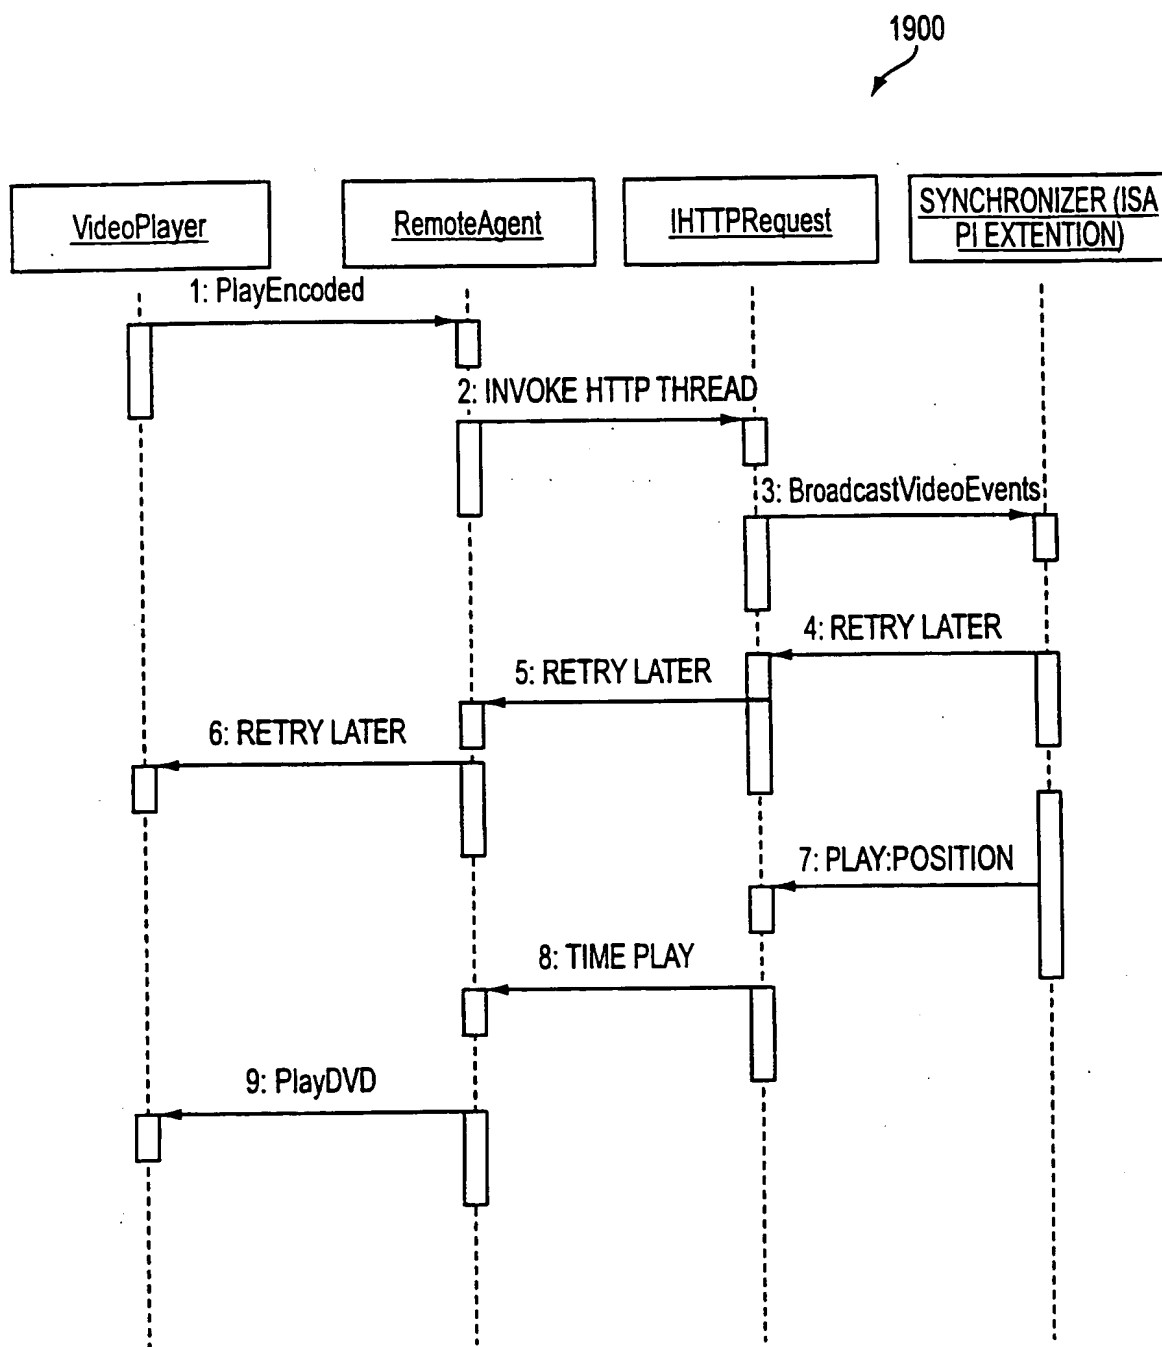 1900
VideoPlayer
RemoteAgent
IHTTPRequest
SYNCHRONIZER (ISA
PI EXTENTION)
1: PlayEncoded
2: INVOKE HTTP THREAD
3: BroadcastVideoEvents
4: RETRY LATER
5: RETRY LATER
6: RETRY LATER
7: PLAY:POSITION
8: TIME PLAY
9: PlayDVD